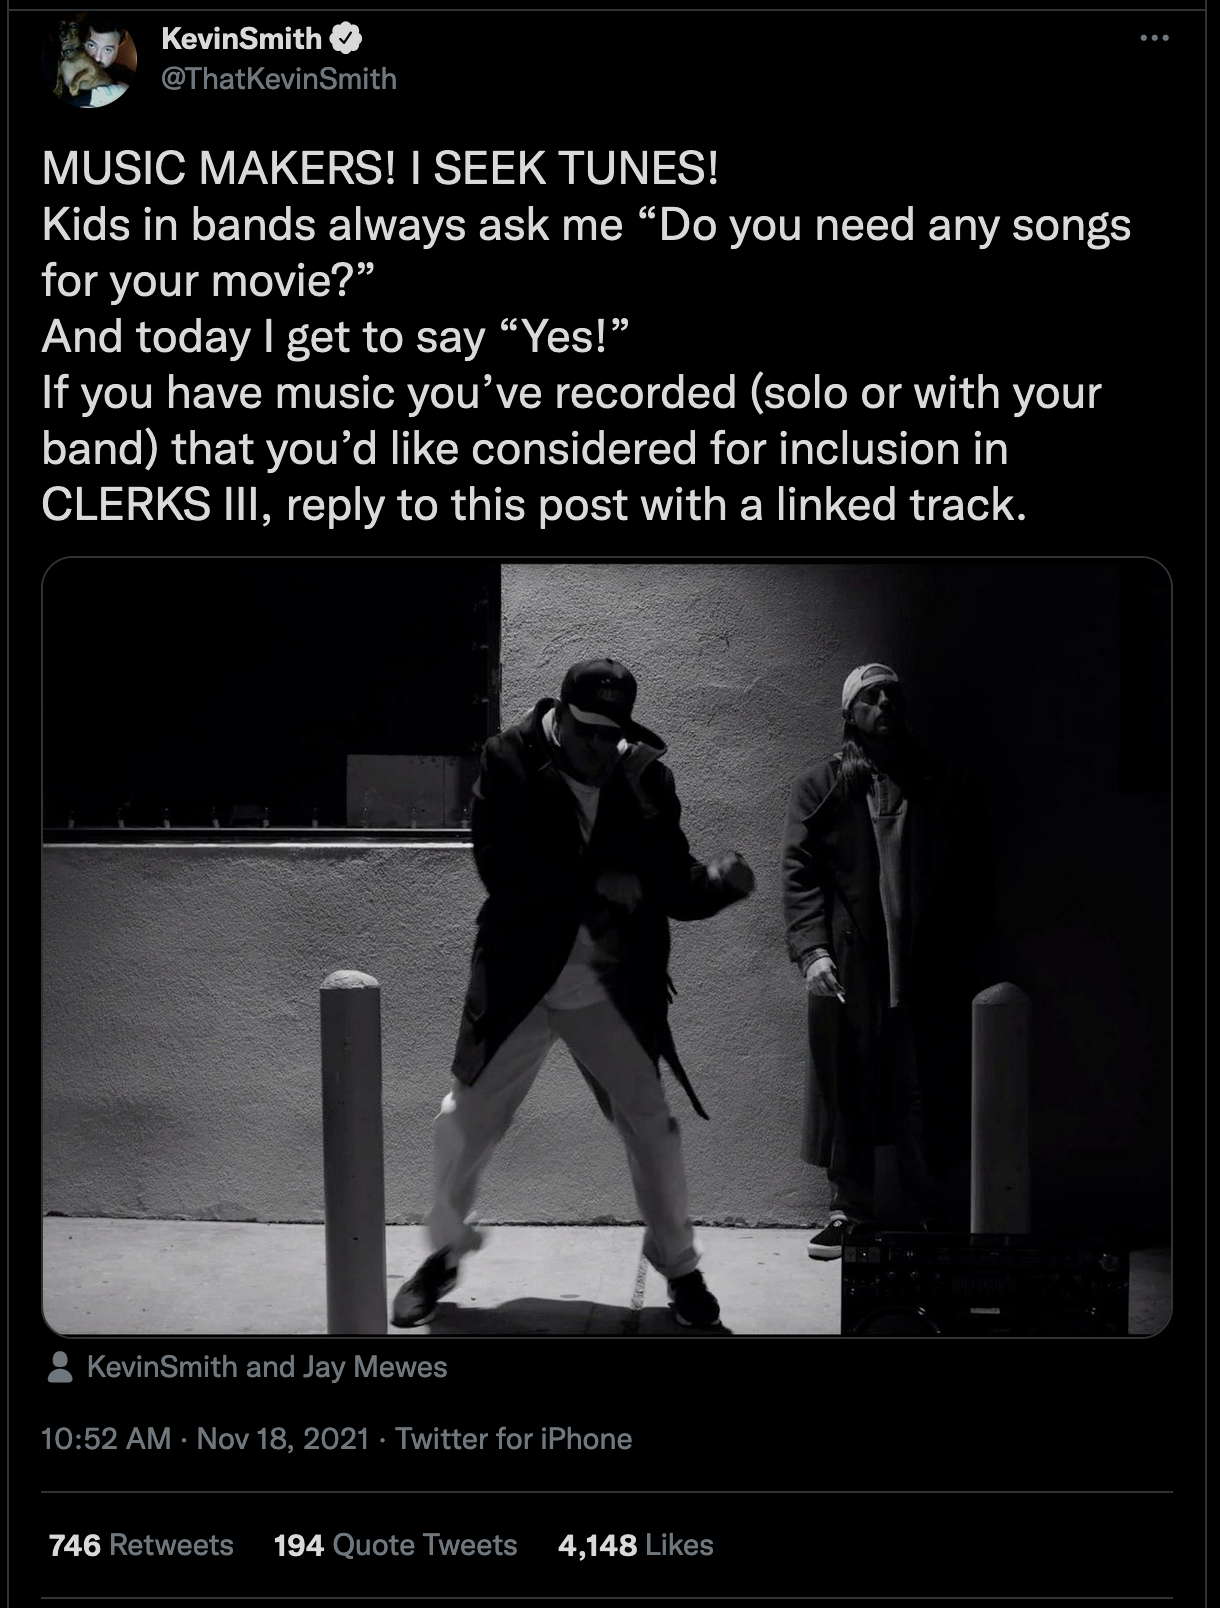 KevinSmith
@ThatKevinSmith
MUSIC MAKERS! I SEEK TUNES!
Kids in bands always ask me “Do you need any songs
for your movie?”
And today I get to say “Yes!”
If you have music you’ve recorded (solo or with your
band) that you’d like considered for inclusion in
CLERKS III, reply to this post with a linked track.
KevinSmith and Jay Mewes
10:52 AM · Nov 18, 2021 · Twitter for iPhone
746 Retweets 194 Quote Tweets 4,148 Likes